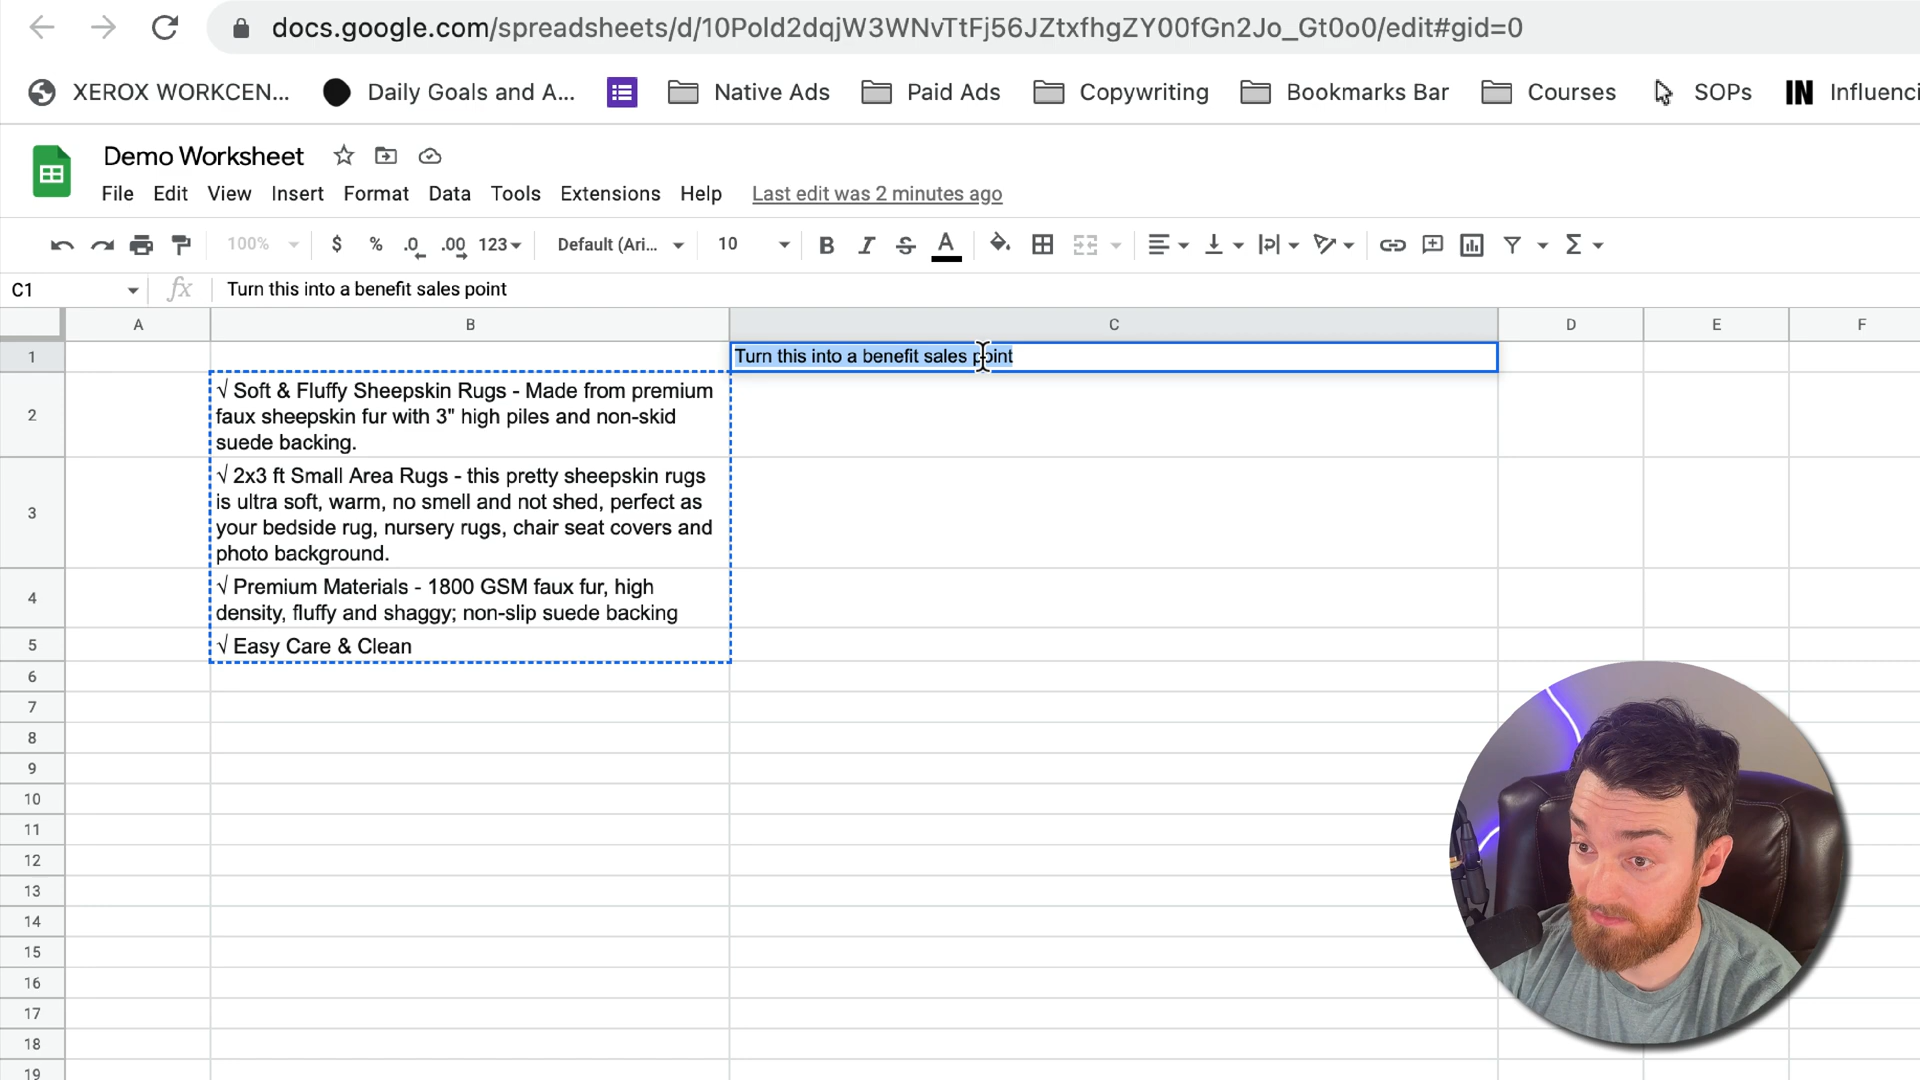 docs.google.com/spreadsheets/d/10Pold2dqjW3WNvTtFj56JZtxfhgZY00fGn2Jo_Gt0o0/edit#gid=0
XEROX WORKCEN... Daily Goals and A... Native Ads Paid Ads Copywriting Bookmarks Bar Courses SOPs IN Influenci
Demo Worksheet
File Edit View Insert Format Data Tools Extensions Help Last edit was 2 minutes ago
100% $ % .0 .00 123 Default (Ari... 10 B I S A Σ
C1 fx Turn this into a benefit sales point
A B C D E F
1 Turn this into a benefit sales point
√ Soft & Fluffy Sheepskin Rugs - Made from premium
2 faux sheepskin fur with 3" high piles and non-skid
suede backing.
√ 2x3 ft Small Area Rugs - this pretty sheepskin rugs
3 is ultra soft, warm, no smell and not shed, perfect as
your bedside rug, nursery rugs, chair seat covers and
photo background.
√ Premium Materials - 1800 GSM faux fur, high
4 density, fluffy and shaggy; non-slip suede backing
5 √ Easy Care & Clean
6
7
8
9
10
11
12
13
14
15
16
17
18
19